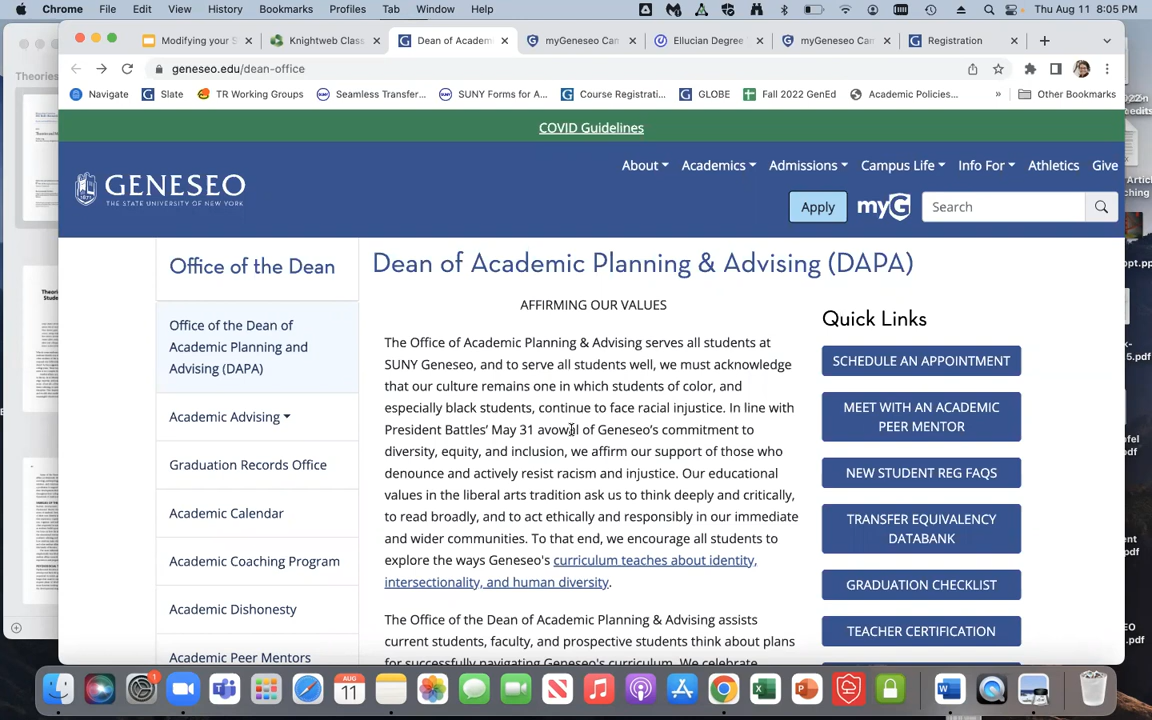 Chrome File Edit View History Bookmarks Profiles Tab Window Help Thu Aug 11 8:05 PM
Modifying your S Knightweb Clas Dean of Academ myGeneseo Can Ellucian Degree myGeneseo Can Registration
geneseo.edu/dean-office
Navigate Slate TR Working Groups Seamless Transfer... SUNY Forms for A... Course Registrati... GLOBE Fall 2022 GenEd Academic Policies... » Other Bookmarks
Theories
COVID Guidelines
GENESEO
THE STATE UNIVERSITY OF NEW YORK
About Academics Admissions Campus Life Info For Athletics Give
Apply myG Search
Office of the Dean
Office of the Dean of
Academic Planning and
Advising (DAPA)
Academic Advising
Graduation Records Office
Academic Calendar
Academic Coaching Program
Academic Dishonesty
Academic Peer Mentors
Dean of Academic Planning & Advising (DAPA)
AFFIRMING OUR VALUES
The Office of Academic Planning & Advising serves all students at
SUNY Geneseo, and to serve all students well, we must acknowledge
that our culture remains one in which students of color, and
especially black students, continue to face racial injustice. In line with
President Battles' May 31 avowal of Geneseo's commitment to
diversity, equity, and inclusion, we affirm our support of those who
denounce and actively resist racism and injustice. Our educational
values in the liberal arts tradition ask us to think deeply and critically,
to read broadly, and to act ethically and responsibly in our immediate
and wider communities. To that end, we encourage all students to
explore the ways Geneseo's curriculum teaches about identity,
intersectionality, and human diversity.
The Office of the Dean of Academic Planning & Advising assists
current students, faculty, and prospective students think about plans
for successfully navigating Geneseo's curriculum. We celebrate
Quick Links
SCHEDULE AN APPOINTMENT
MEET WITH AN ACADEMIC
PEER MENTOR
NEW STUDENT REG FAQS
TRANSFER EQUIVALENCY
DATABANK
GRADUATION CHECKLIST
TEACHER CERTIFICATION
AUG
11
1